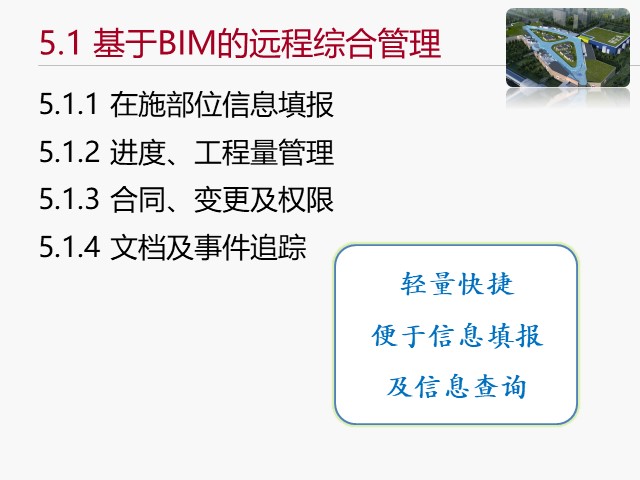 5.1 基于BIM的远程综合管理
5.1.1 在施部位信息填报
5.1.2 进度、工程量管理
5.1.3 合同、变更及权限
5.1.4 文档及事件追踪
轻量快捷
便于信息填报
及信息查询